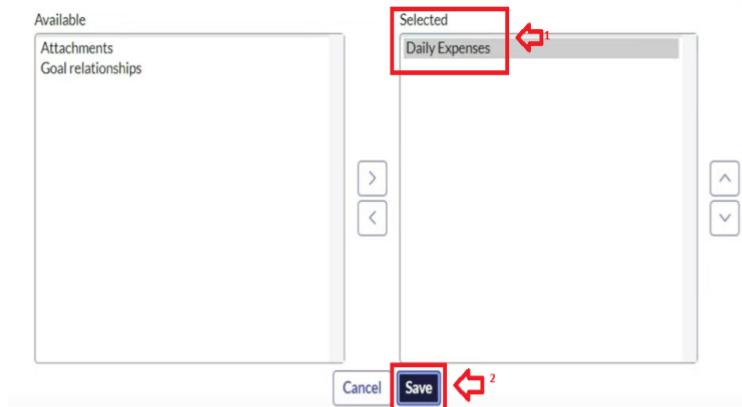 Available
Attachments
Goal relationships
Selected
Daily Expenses
1
Cancel
Save
2